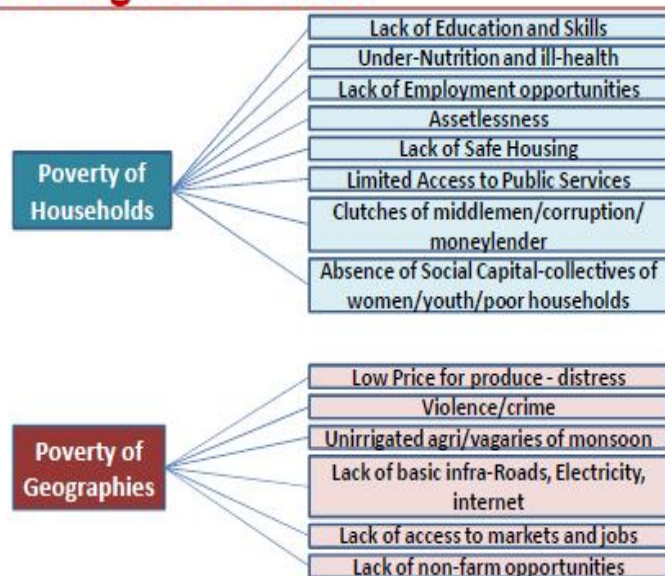 Lack of Education and Skills
Under-Nutrition and ill-health
Lack of Employment opportunities
Assetlessness
Lack of Safe Housing
Poverty of
Households
Limited Access to Public Services
Clutches of middlemen/corruption/
moneylender
Absence of Social Capital-collectives of
women/youth/poor households
Low Price for produce - distress
Violence/crime
Unirrigated agri/vagaries of monsoon
Poverty of
Geographies
Lack of basic infra-Roads, Electricity,
internet
Lack of access to markets and jobs
Lack of non-farm opportunities